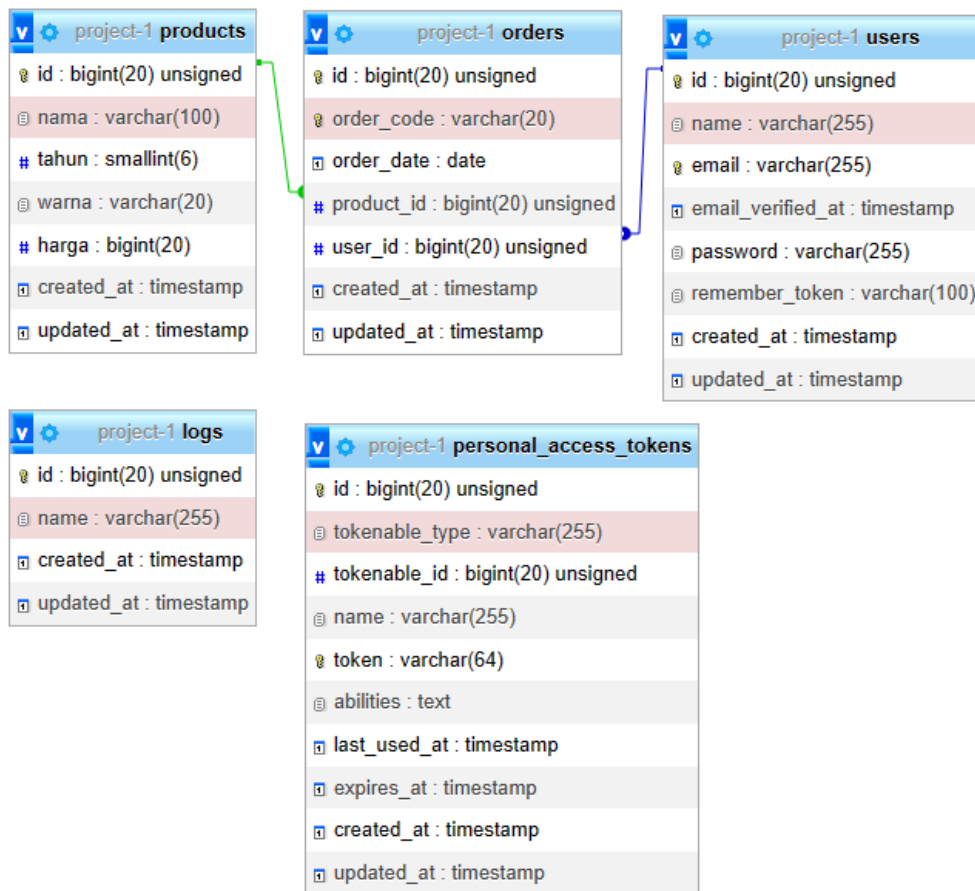 v project-1 products
id : bigint(20) unsigned
nama : varchar(100)
# tahun : smallint(6)
warna : varchar(20)
# harga : bigint(20)
created_at : timestamp
updated_at : timestamp
v project-1 orders
id : bigint(20) unsigned
order_code : varchar(20)
order_date : date
# product_id : bigint(20) unsigned
# user_id : bigint(20) unsigned
created_at : timestamp
updated_at : timestamp
v project-1 users
id : bigint(20) unsigned
name : varchar(255)
email : varchar(255)
email_verified_at : timestamp
password : varchar(255)
remember_token : varchar(100)
created_at : timestamp
updated_at : timestamp
v project-1 logs
id : bigint(20) unsigned
name : varchar(255)
created_at : timestamp
updated_at : timestamp
v project-1 personal_access_tokens
id : bigint(20) unsigned
tokenable_type : varchar(255)
# tokenable_id : bigint(20) unsigned
name : varchar(255)
token : varchar(64)
abilities : text
last_used_at : timestamp
expires_at : timestamp
created_at : timestamp
updated_at : timestamp